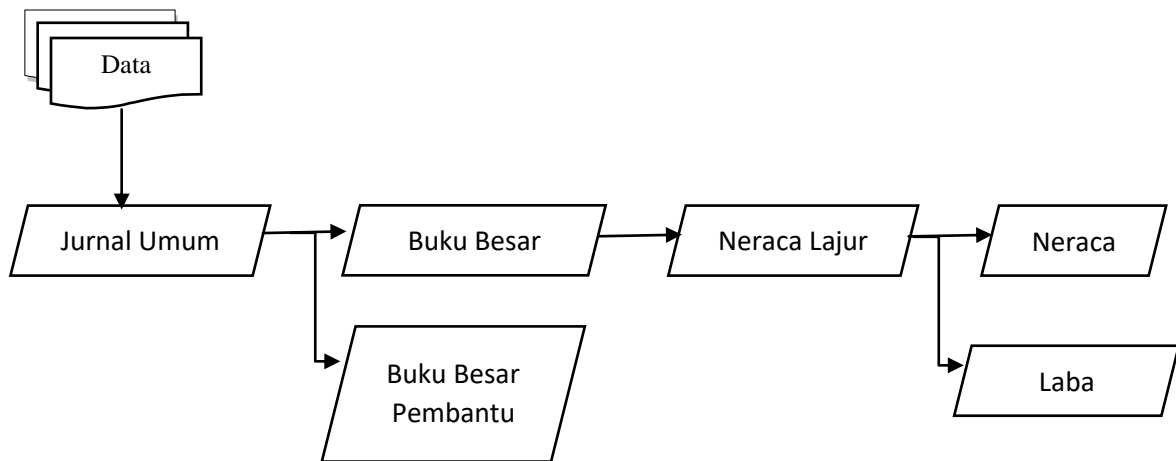 Data
Jurnal Umum
Buku Besar
Neraca Lajur
Neraca
Buku Besar
Pembantu
Laba